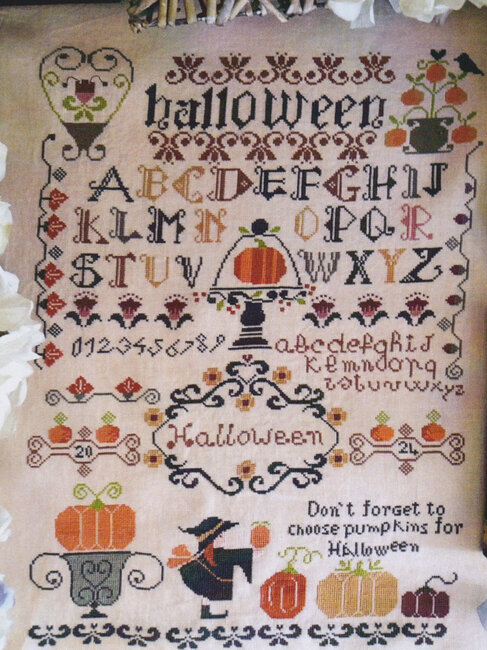 halloween
ABCDEFGHIJ
KLMN OPQR
STUV WXYZ
0123456789
abcdefghij
klmnopq
rstuvwxyz
Halloween
20
Don't forget to
choose pumpkins for
Halloween